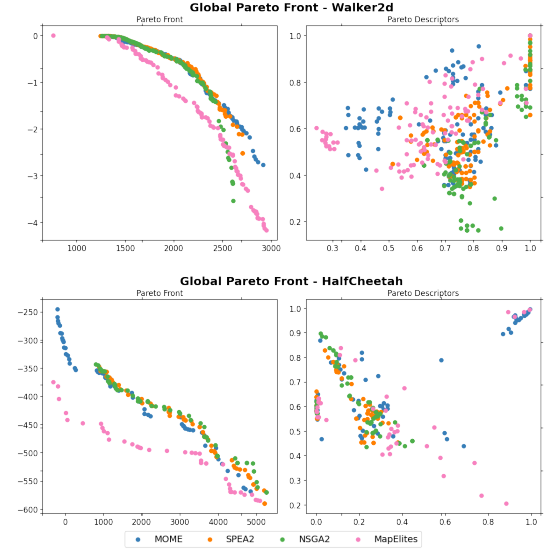 Global Pareto Front - Walker2d
Pareto Front
Pareto Descriptors
0
−1
−2
−3
−4
1000 1500 2000 2500 3000
1.0
0.8
0.6
0.4
0.2
0.3 0.4 0.5 0.6 0.7 0.8 0.9 1.0
Global Pareto Front - HalfCheetah
Pareto Front
Pareto Descriptors
−250
−300
−350
−400
−450
−500
−550
−600
0 1000 2000 3000 4000 5000
1.0
0.9
0.8
0.7
0.6
0.5
0.4
0.3
0.2
0.0 0.2 0.4 0.6 0.8 1.0
MOME SPEA2 NSGA2 MapElites